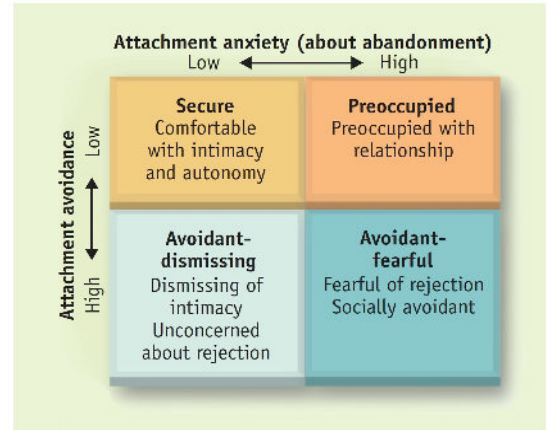 Attachment anxiety (about abandonment)
Low High
Attachment avoidance
Low
High
Secure
Comfortable
with intimacy
and autonomy
Preoccupied
Preoccupied with
relationship
Avoidant-
dismissing
Dismissing of
intimacy
Unconcerned
about rejection
Avoidant-
fearful
Fearful of rejection
Socially avoidant